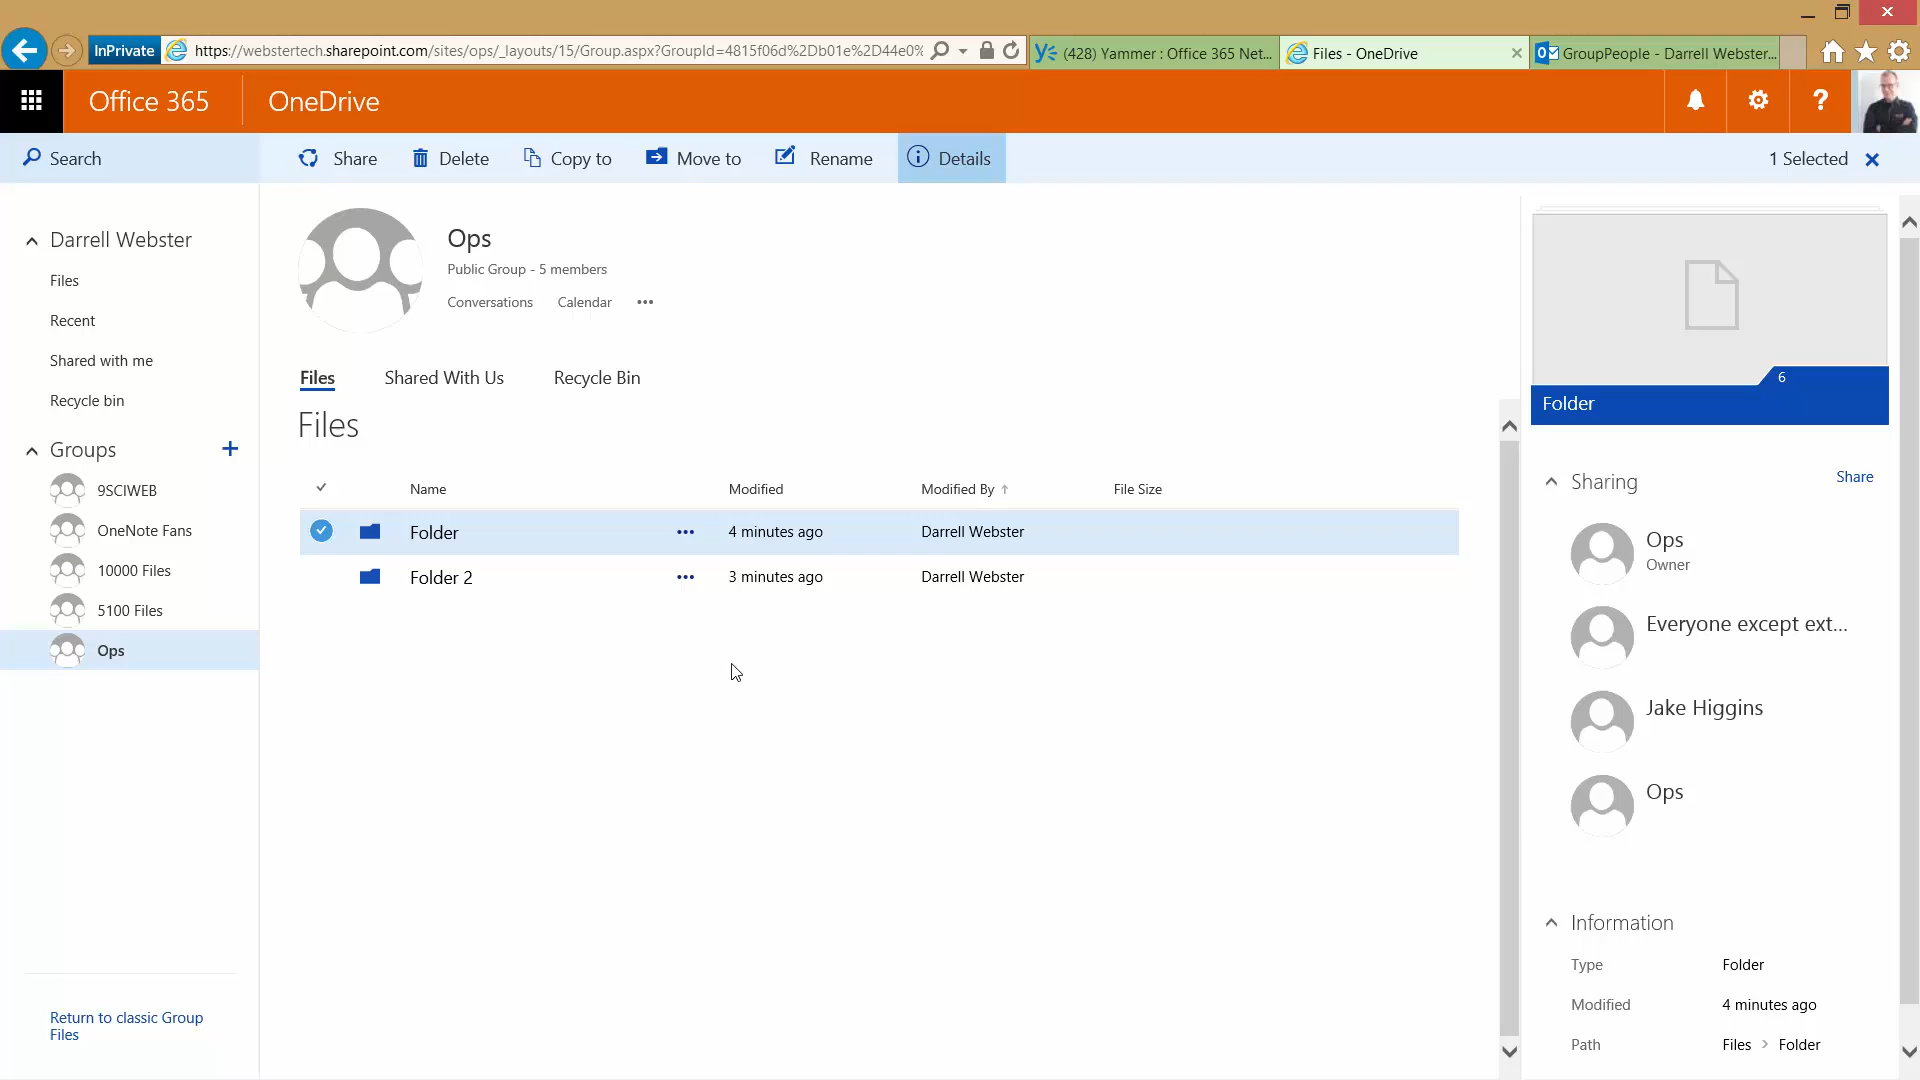 InPrivate https://webstertech.sharepoint.com/sites/ops/_layouts/15/Group.aspx?GroupId=4815f06d%2Db01e%2D44e0% (428) Yammer : Office 365 Net... Files - OneDrive GroupPeople - Darrell Webster...
Office 365 OneDrive ?
Search Share Delete Copy to Move to Rename Details 1 Selected
Darrell Webster
Files
Recent
Shared with me
Recycle bin
Groups
9SCIWEB
OneNote Fans
10000 Files
5100 Files
Ops
Return to classic Group
Files
Ops
Public Group - 5 members
Conversations Calendar ...
Files Shared With Us Recycle Bin
Files
Name Modified Modified By File Size
Folder ... 4 minutes ago Darrell Webster
Folder 2 ... 3 minutes ago Darrell Webster
6
Folder
Sharing Share
Ops
Owner
Everyone except ext...
Jake Higgins
Ops
Information
Type Folder
Modified 4 minutes ago
Path Files > Folder